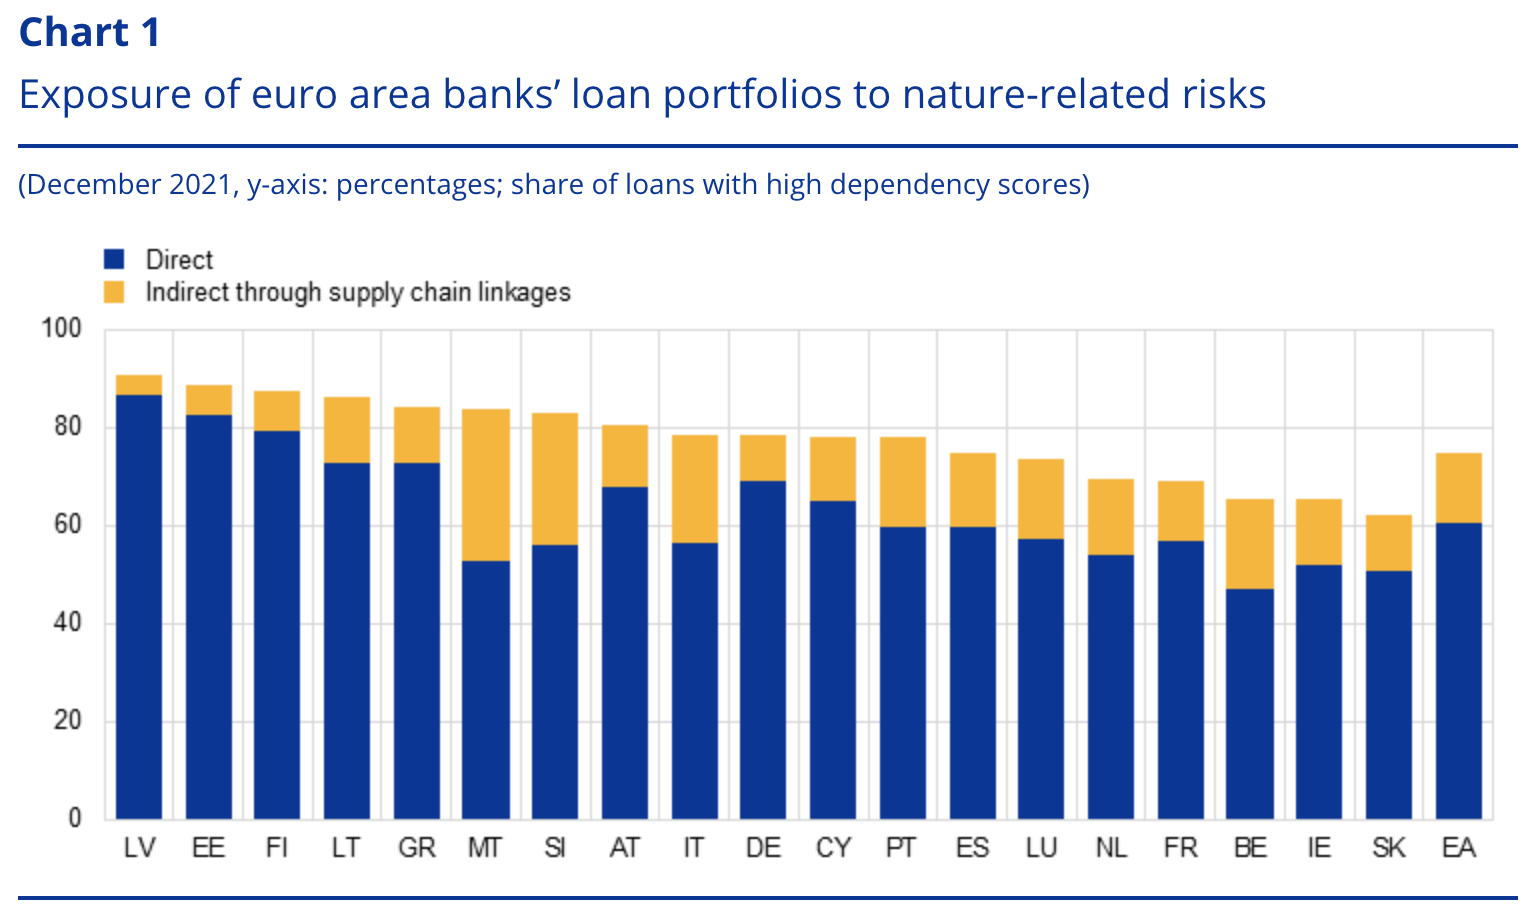 Chart 1
Exposure of euro area banks’ loan portfolios to nature-related risks
(December 2021, y-axis: percentages; share of loans with high dependency scores)
Direct
Indirect through supply chain linkages
100
80
60
40
20
0
LV EE FI LT GR MT SI AT IT DE CY PT ES LU NL FR BE IE SK EA